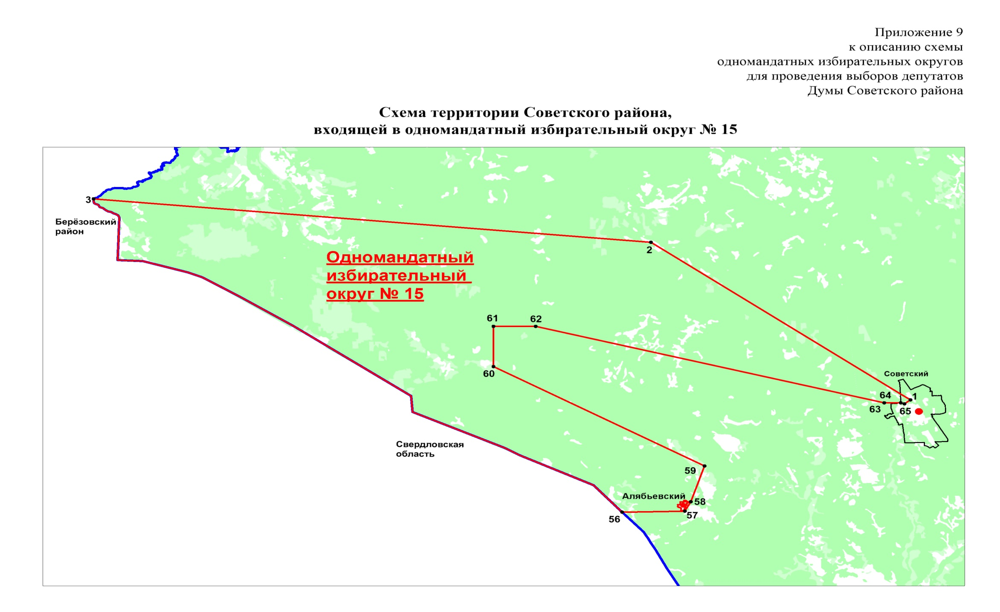 Приложение 9
к описанию схемы
одномандатных избирательных округов
для проведения выборов депутатов
Думы Советского района
Схема территории Советского района,
входящей в одномандатный избирательный округ № 15
3
Берёзовский
район
2
Одномандатный
избирательный
округ № 15
61
62
60
Советский
64
1
63
65
Свердловская
область
59
Алябьевский
58
57
56